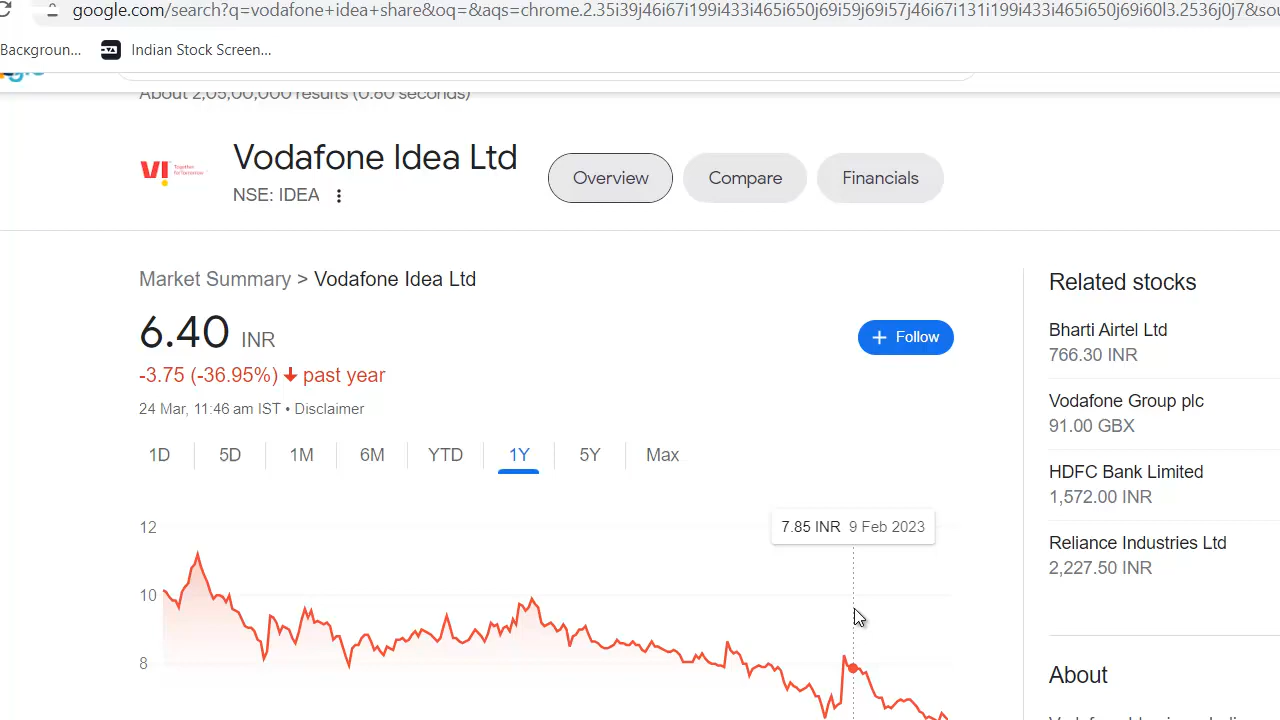 google.com/search?q=vodafone+idea+share&oq=&aqs=chrome.2.35i39j46i67i199i433i465i650j69i59j69i57j46i67i131i199i433i465i650j69i60l3.2536j0j7&sou
Backgroun...
Indian Stock Screen...
About 2,05,00,000 results (0.60 seconds)
VI Together for tomorrow
Vodafone Idea Ltd
NSE: IDEA
Overview
Compare
Financials
Market Summary > Vodafone Idea Ltd
6.40 INR
+ Follow
-3.75 (-36.95%) past year
24 Mar, 11:46 am IST • Disclaimer
1D 5D 1M 6M YTD 1Y 5Y Max
7.85 INR 9 Feb 2023
12
10
8
Related stocks
Bharti Airtel Ltd
766.30 INR
Vodafone Group plc
91.00 GBX
HDFC Bank Limited
1,572.00 INR
Reliance Industries Ltd
2,227.50 INR
About